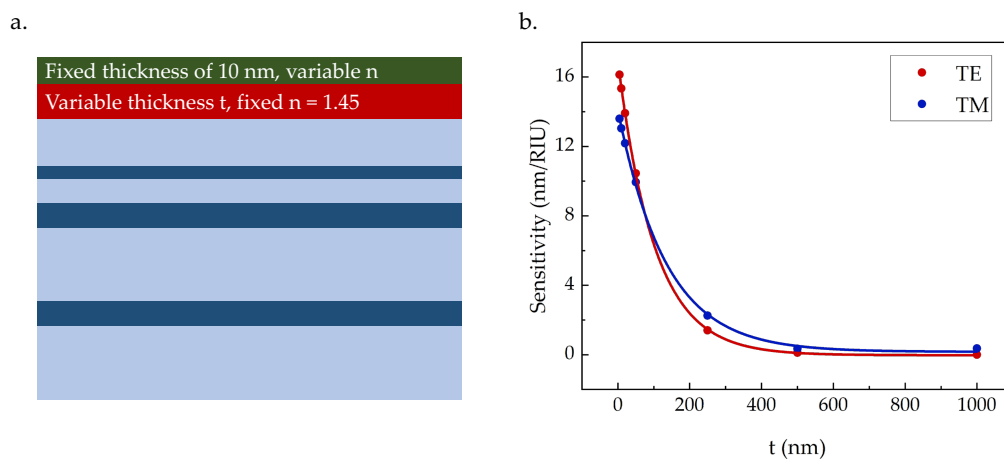 a.
Fixed thickness of 10 nm, variable n
Variable thickness t, fixed n = 1.45
b.
TE
TM
Sensitivity (nm/RIU)
16
12
8
4
0
0 200 400 600 800 1000
t (nm)